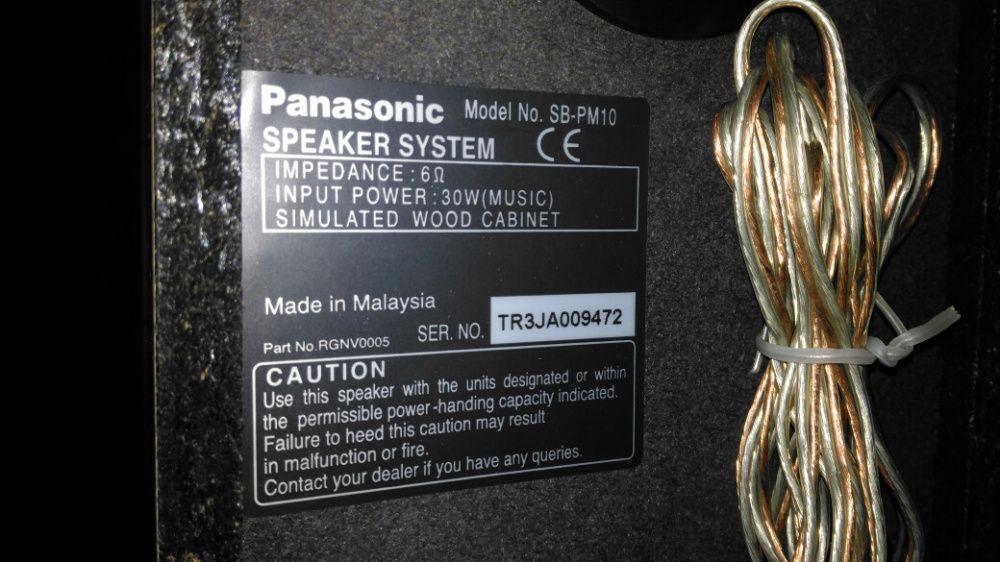 Panasonic Model No. SB-PM10
SPEAKER SYSTEM CE
IMPEDANCE : 6Ω
INPUT POWER : 30W(MUSIC)
SIMULATED WOOD CABINET
Made in Malaysia
Part No.RGNV0005 SER. NO. TR3JA009472
CAUTION
Use this speaker with the units designated or within
the permissible power-handing capacity indicated.
Failure to heed this caution may result
in malfunction or fire.
Contact your dealer if you have any queries.